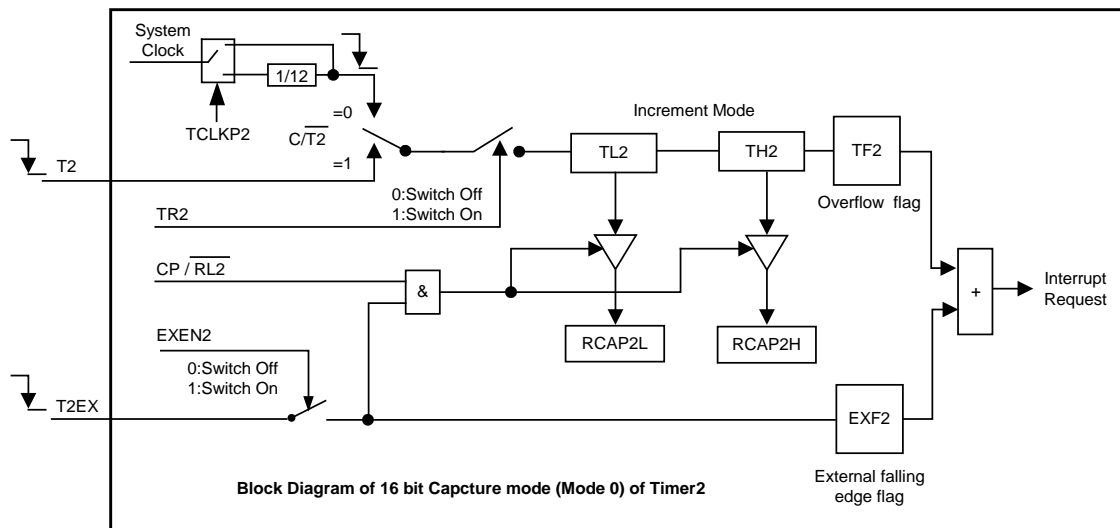 System
Clock
1/12
TCLKP2
=0
C/T2
=1
T2
TR2
0:Switch Off
1:Switch On
Increment Mode
TL2
TH2
TF2
Overflow flag
CP / RL2
&
+
Interrupt
Request
EXEN2
0:Switch Off
1:Switch On
RCAP2L
RCAP2H
T2EX
EXF2
External falling
edge flag
Block Diagram of 16 bit Capcture mode (Mode 0) of Timer2